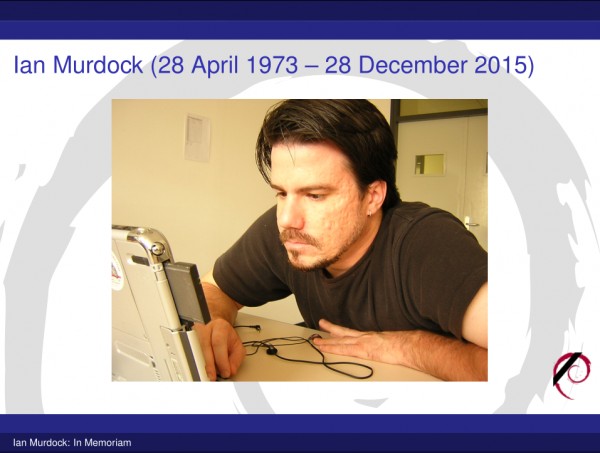 Ian Murdock (28 April 1973 – 28 December 2015)
Ian Murdock: In Memoriam